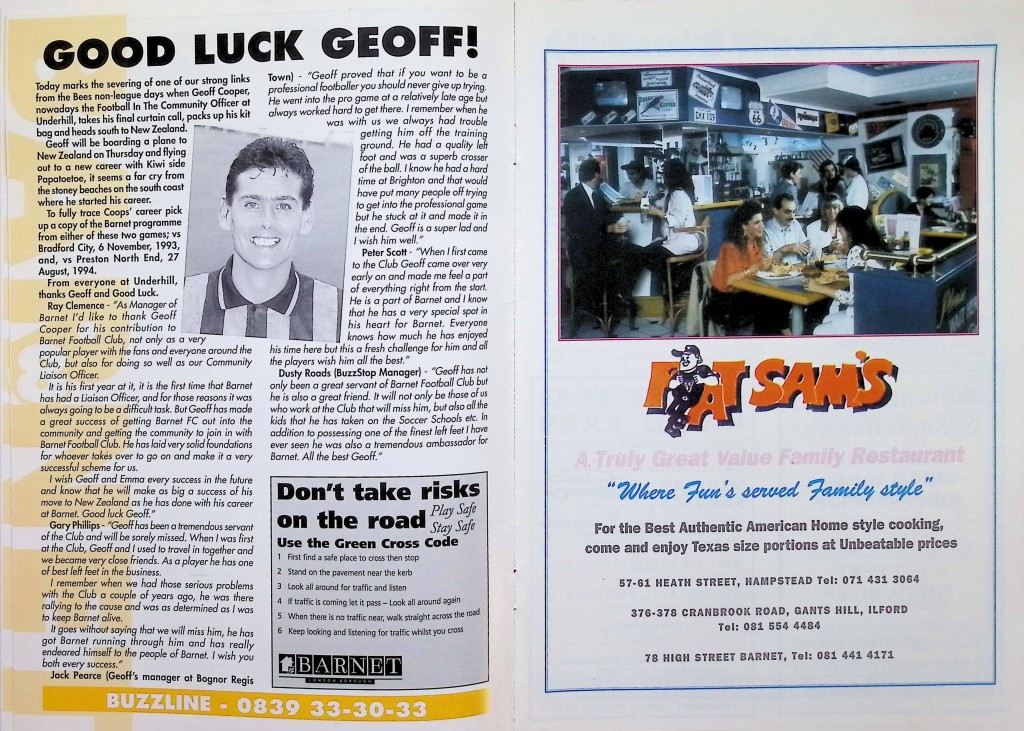 GOOD LUCK GEOFF!
Today marks the severing of one of our strong links
from the Bees non-league days when Geoff Cooper,
nowadays the Football In The Community Officer at
Underhill, takes his final curtain call, packs up his kit
bag and heads south to New Zealand.
Geoff will be boarding a plane to
New Zealand on Thursday and flying
out to a new career with Kiwi side
Papatoetoe, it seems a far cry from
the stoney beaches on the south coast
where he started his career.
To fully trace Coops' career pick
up a copy of the Barnet programme
from either of these two games; vs
Bradford City, 6 November, 1993,
and, vs Preston North End, 27
August, 1994.
From everyone at Underhill,
thanks Geoff and Good Luck.
Ray Clemence - "As Manager of
Barnet I'd like to thank Geoff
Cooper for his contribution to
Barnet Football Club, not only as a very
popular player with the fans and everyone around the
Club, but also for doing so well as our Community
Liaison Officer.
It is his first year at it, it is the first time that Barnet
has had a Liaison Officer, and for those reasons it was
always going to be a difficult task. But Geoff has made
a great success of getting Barnet FC out into the
community and getting the community to join in with
Barnet Football Club. He has laid very solid foundations
for whoever takes over to go on and make it a very
successful scheme for us.
I wish Geoff and Emma every success in the future
and know that he will make as big a success of his
move to New Zealand as he has done with his career
at Barnet. Good luck Geoff."
Gary Phillips - "Geoff has been a tremendous servant
of the Club and will be sorely missed. When I was first
at the Club, Geoff and I used to travel in together and
we became very close friends. As a player he has one
of best left feet in the business.
I remember when we had those serious problems
with the Club a couple of years ago, he was there
rallying to the cause and was as determined as I was
to keep Barnet alive.
It goes without saying that we will miss him, he has
got Barnet running through him and has really
endeared himself to the people of Barnet. I wish you
both every success."
Jack Pearce (Geoff's manager at Bognor Regis
Town) - "Geoff proved that if you want to be a
professional footballer you should never give up trying.
He went into the pro game at a relatively late age but
always worked hard to get there. I remember when he
was with us we always had trouble
getting him off the training
ground. He had a quality left
foot and was a superb crosser
of the ball. I know he had a hard
time at Brighton and that would
have put many people off trying
to get into the professional game
but he stuck at it and made it in
the end. Geoff is a super lad and
I wish him well."
Peter Scott - "When I first came
to the Club Geoff came over very
early on and made me feel a part
of everything right from the start.
He is a part of Barnet and I know
that he has a very special spot in
his heart for Barnet. Everyone
knows how much he has enjoyed
his time here but this a fresh challenge for him and all
the players wish him all the best."
Dusty Roads (BuzzStop Manager) - "Geoff has not
only been a great servant of Barnet Football Club but
he is also a great friend. It will not only be those of us
who work at the Club that will miss him, but also all the
kids that he has taken on the Soccer Schools etc. In
addition to possessing one of the finest left feet I have
ever seen he was also a tremendous ambassador for
Barnet. All the best Geoff."
Don't take risks
on the road
Play Safe
Stay Safe
Use the Green Cross Code
1 First find a safe place to cross then stop
2 Stand on the pavement near the kerb
3 Look all around for traffic and listen
4 If traffic is coming let it pass – Look all around again
5 When there is no traffic near, walk straight across the road
6 Keep looking and listening for traffic whilst you cross
BARNET
LONDON BOROUGH
BUZZLINE - 0839 33-30-33
66
FAT SAM'S
A Truly Great Value Family Restaurant
"Where Fun's served Family style"
For the Best Authentic American Home style cooking,
come and enjoy Texas size portions at Unbeatable prices
57-61 HEATH STREET, HAMPSTEAD Tel: 071 431 3064
376-378 CRANBROOK ROAD, GANTS HILL, ILFORD
Tel: 081 554 4484
78 HIGH STREET BARNET, Tel: 081 441 4171